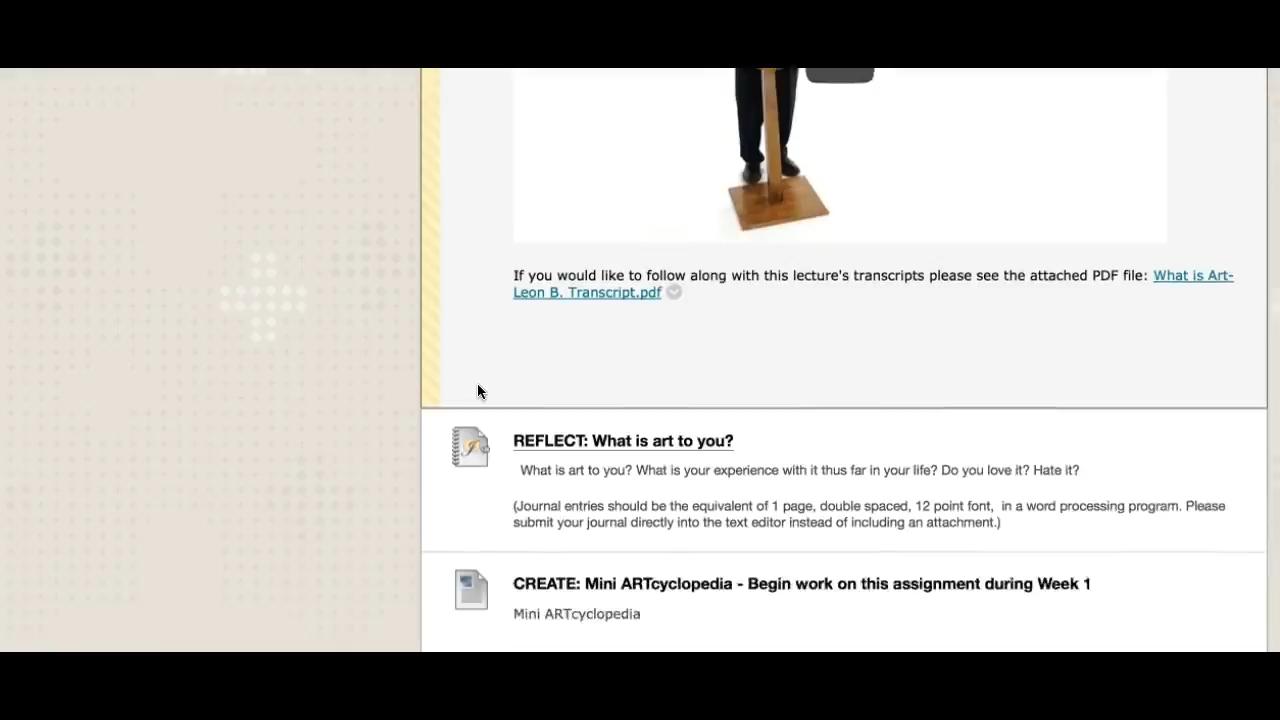 If you would like to follow along with this lecture's transcripts please see the attached PDF file: What is Art-
Leon B. Transcript.pdf
REFLECT: What is art to you?
What is art to you? What is your experience with it thus far in your life? Do you love it? Hate it?
(Journal entries should be the equivalent of 1 page, double spaced, 12 point font,  in a word processing program. Please
submit your journal directly into the text editor instead of including an attachment.)
CREATE: Mini ARTcyclopedia - Begin work on this assignment during Week 1
Mini ARTcyclopedia